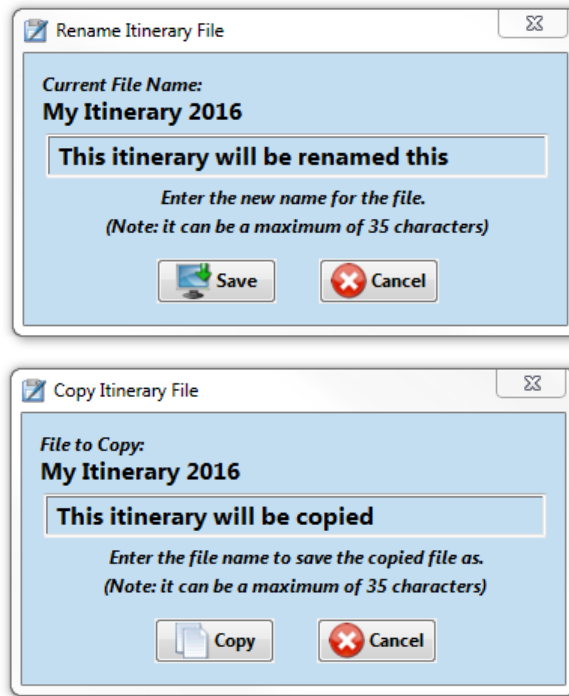 Rename Itinerary File
Current File Name:
My Itinerary 2016
This itinerary will be renamed this
Enter the new name for the file.
(Note: it can be a maximum of 35 characters)
Save Cancel
Copy Itinerary File
File to Copy:
My Itinerary 2016
This itinerary will be copied
Enter the file name to save the copied file as.
(Note: it can be a maximum of 35 characters)
Copy Cancel